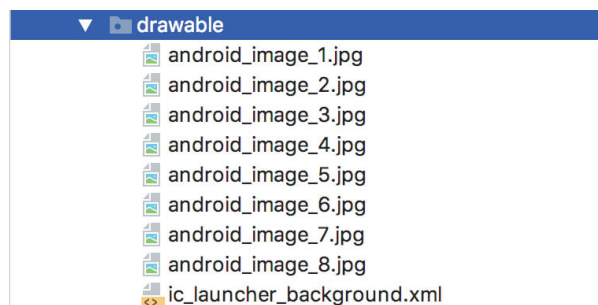 drawable
android_image_1.jpg
android_image_2.jpg
android_image_3.jpg
android_image_4.jpg
android_image_5.jpg
android_image_6.jpg
android_image_7.jpg
android_image_8.jpg
ic_launcher_background.xml